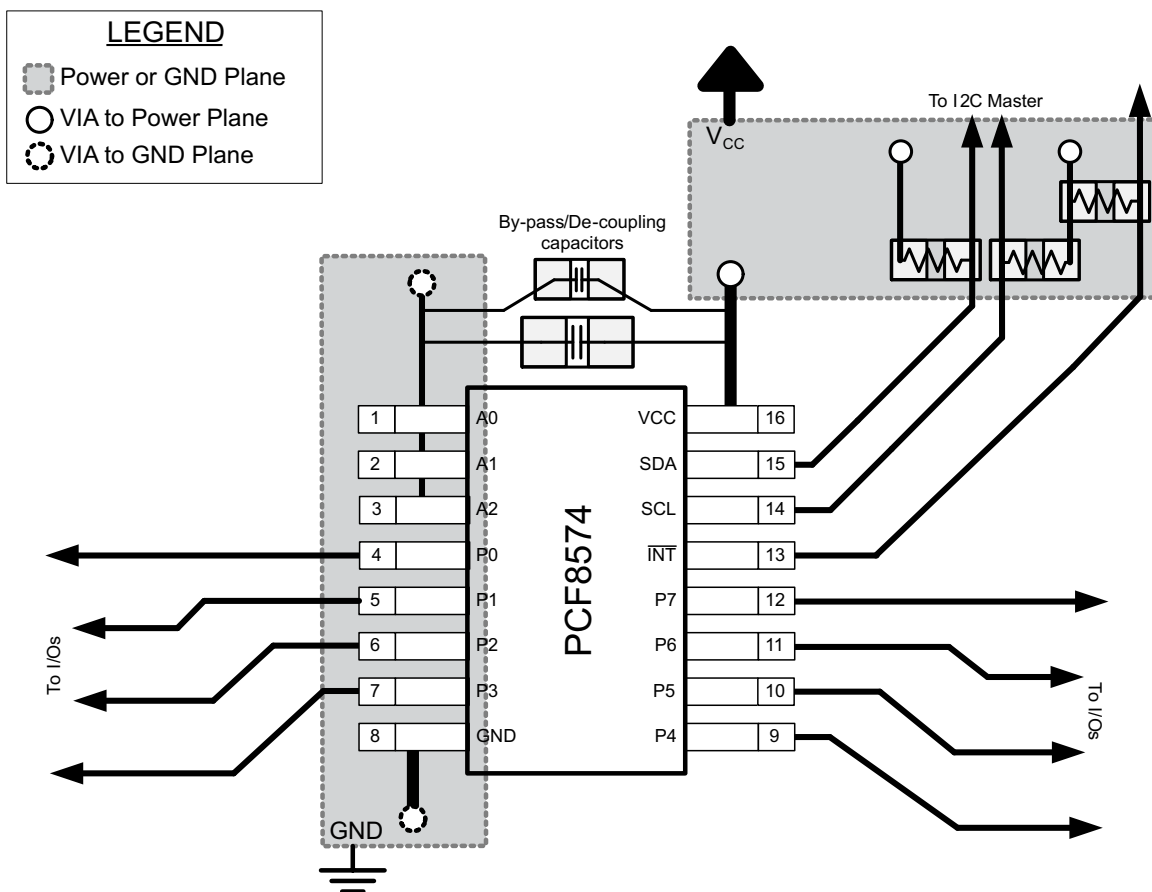 LEGEND
Power or GND Plane
VIA to Power Plane
VIA to GND Plane
To I2C Master
VCC
By-pass/De-coupling
capacitors
1 A0 VCC 16
2 A1 SDA 15
3 A2 SCL 14
4 P0 INT 13
5 P1 P7 12
6 P2 P6 11
7 P3 P5 10
8 GND P4 9
PCF8574
To I/Os
To I/Os
GND